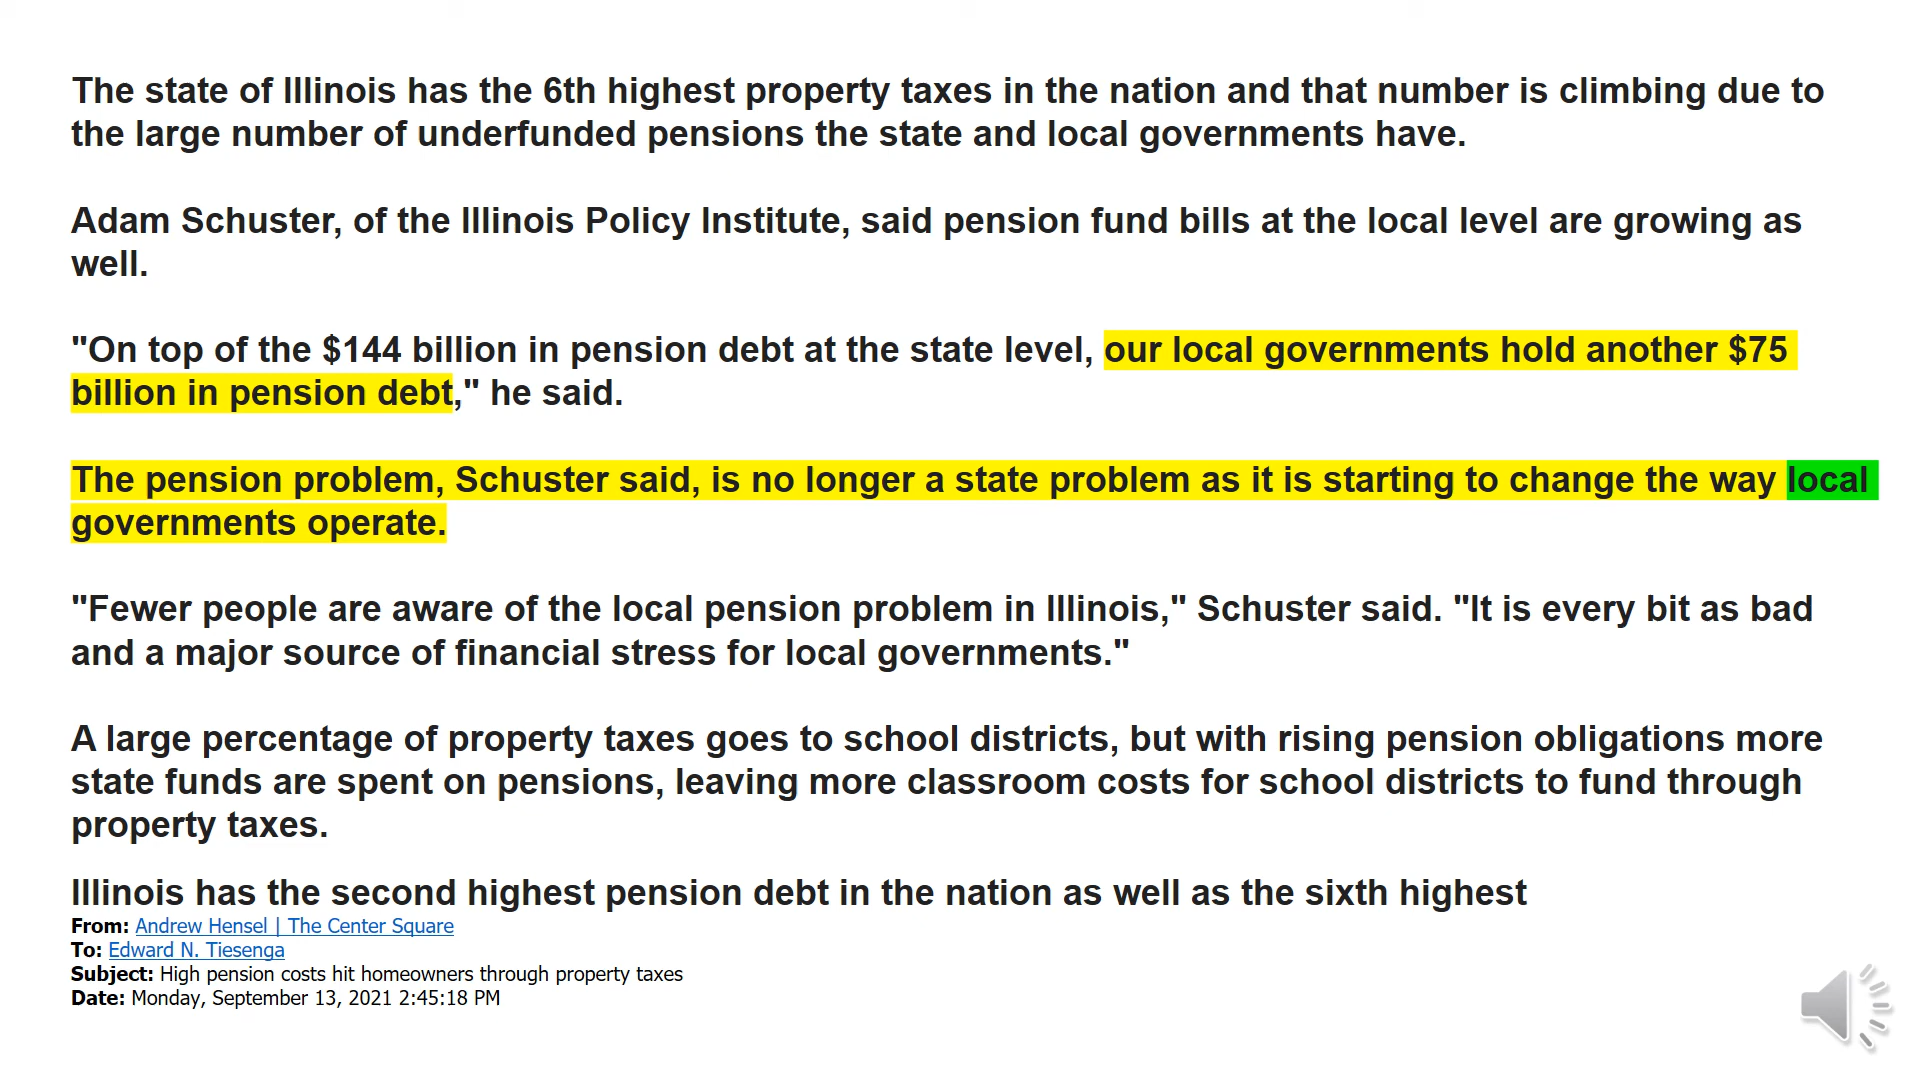 The state of Illinois has the 6th highest property taxes in the nation and that number is climbing due to
the large number of underfunded pensions the state and local governments have.
Adam Schuster, of the Illinois Policy Institute, said pension fund bills at the local level are growing as
well.
"On top of the $144 billion in pension debt at the state level, our local governments hold another $75
billion in pension debt," he said.
The pension problem, Schuster said, is no longer a state problem as it is starting to change the way local
governments operate.
"Fewer people are aware of the local pension problem in Illinois," Schuster said. "It is every bit as bad
and a major source of financial stress for local governments."
A large percentage of property taxes goes to school districts, but with rising pension obligations more
state funds are spent on pensions, leaving more classroom costs for school districts to fund through
property taxes.
Illinois has the second highest pension debt in the nation as well as the sixth highest
From: Andrew Hensel | The Center Square
To: Edward N. Tiesenga
Subject: High pension costs hit homeowners through property taxes
Date: Monday, September 13, 2021 2:45:18 PM